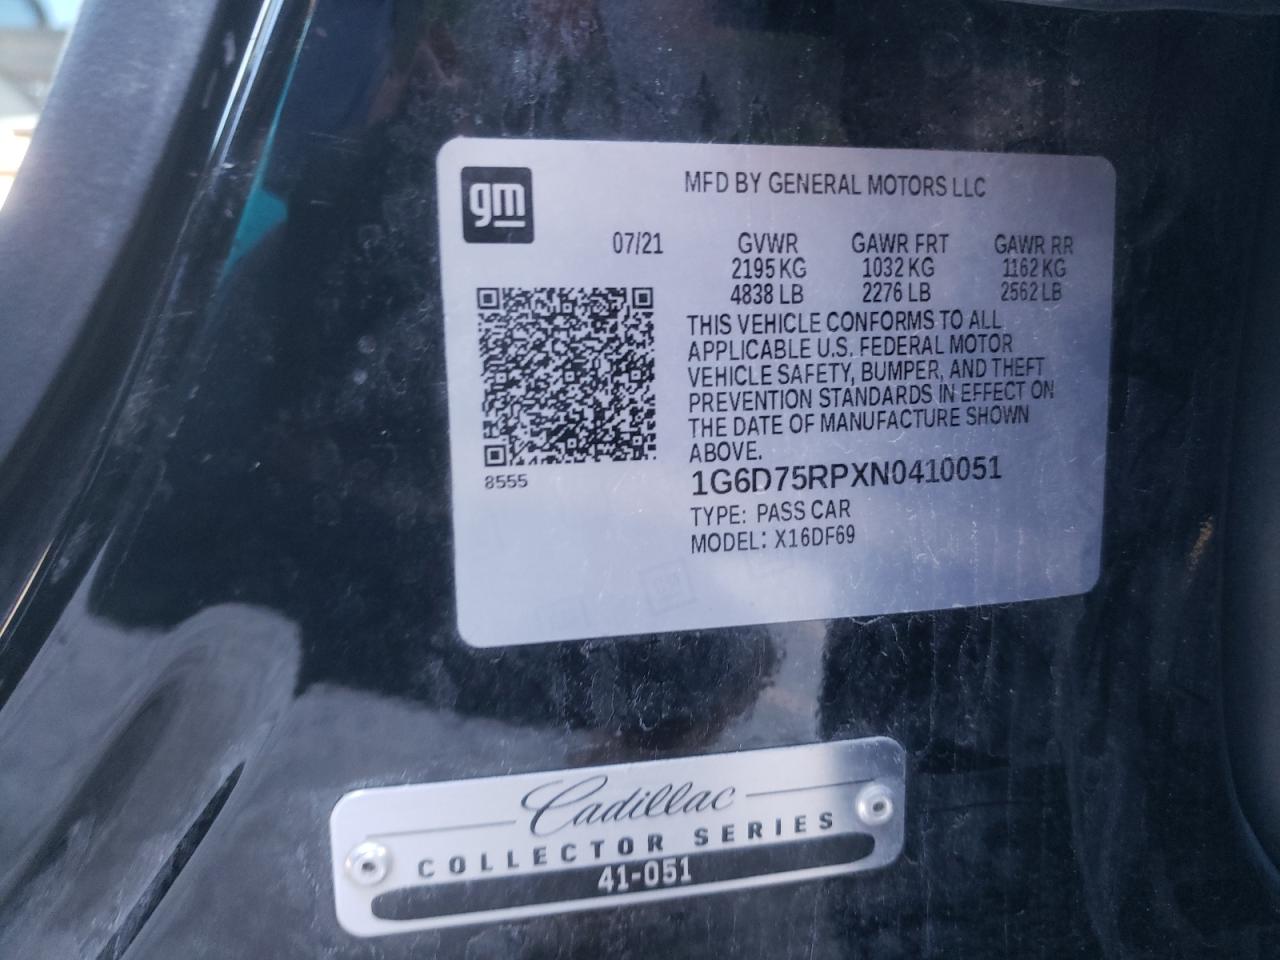 gm
MFD BY GENERAL MOTORS LLC
07/21
GVWR GAWR FRT GAWR RR
2195 KG 1032 KG 1162 KG
4838 LB 2276 LB 2562 LB
THIS VEHICLE CONFORMS TO ALL
APPLICABLE U.S. FEDERAL MOTOR
VEHICLE SAFETY, BUMPER, AND THEFT
PREVENTION STANDARDS IN EFFECT ON
THE DATE OF MANUFACTURE SHOWN
ABOVE.
8555
1G6D75RPXN0410051
TYPE: PASS CAR
MODEL: X16DF69
Cadillac
COLLECTOR SERIES
41-051